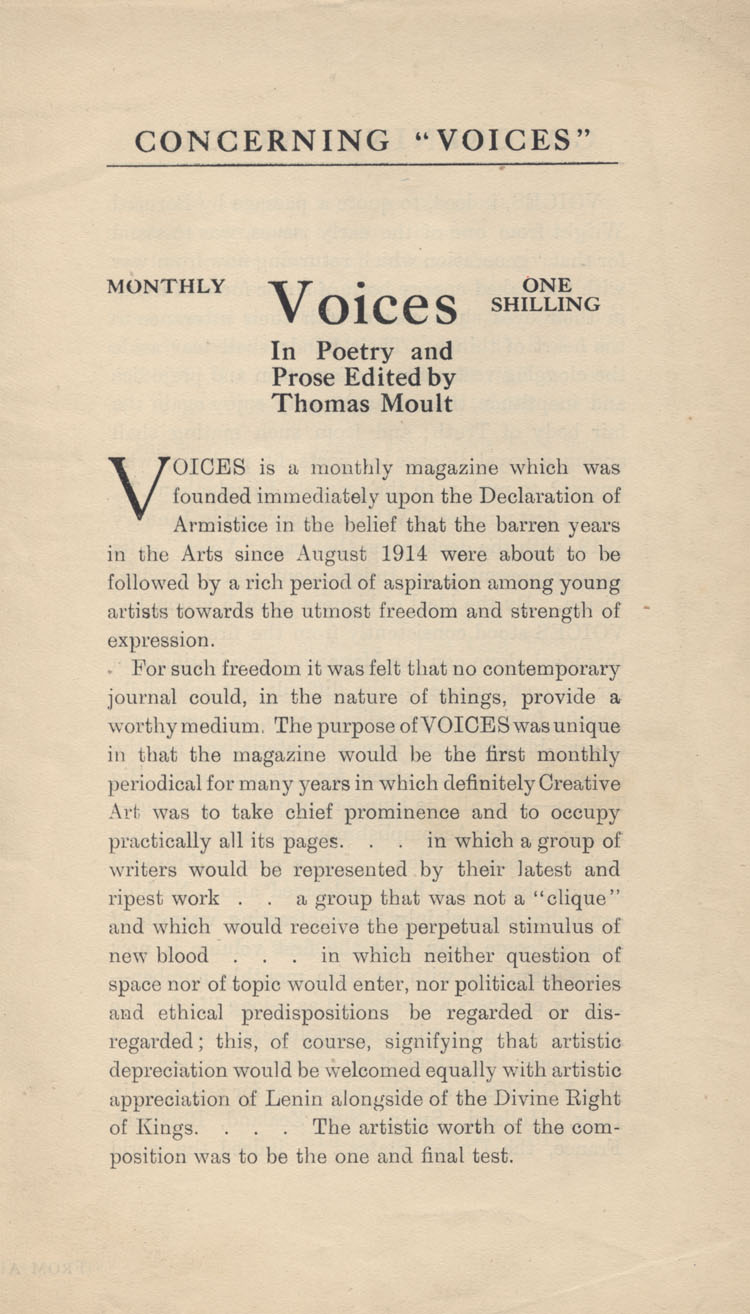 CONCERNING “VOICES”
MONTHLY
Voices
ONE
SHILLING
In Poetry and
Prose Edited by
Thomas Moult
VOICES is a monthly magazine which was
founded immediately upon the Declaration of
Armistice in the belief that the barren years
in the Arts since August 1914 were about to be
followed by a rich period of aspiration among young
artists towards the utmost freedom and strength of
expression.
For such freedom it was felt that no contemporary
journal could, in the nature of things, provide a
worthy medium. The purpose of VOICES was unique
in that the magazine would be the first monthly
periodical for many years in which definitely Creative
Art was to take chief prominence and to occupy
practically all its pages. . . in which a group of
writers would be represented by their latest and
ripest work . . a group that was not a “clique”
and which would receive the perpetual stimulus of
new blood . . . in which neither question of
space nor of topic would enter, nor political theories
and ethical predispositions be regarded or dis-
regarded; this, of course, signifying that artistic
depreciation would be welcomed equally with artistic
appreciation of Lenin alongside of the Divine Right
of Kings. . . . The artistic worth of the com-
position was to be the one and final test.